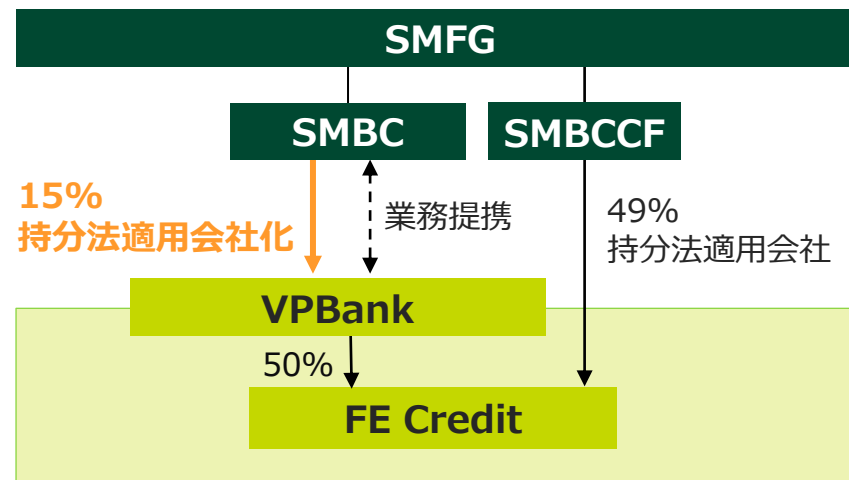 SMFG
SMBC
SMBCCF
15%
持分法適用会社化
業務提携
49%
持分法適用会社
VPBank
50%
FE Credit